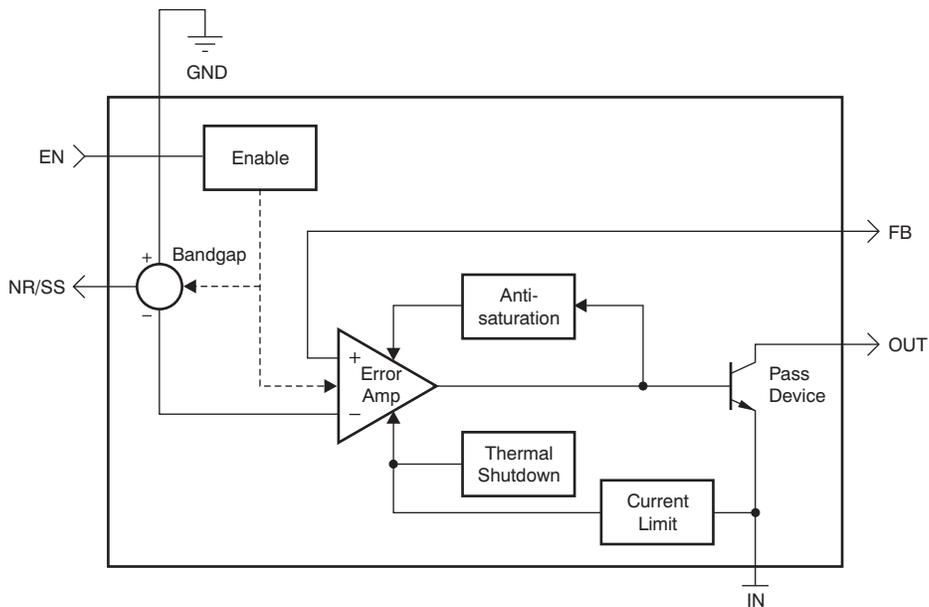 GND
EN
Enable
FB
+
Bandgap
NR/SS
−
Anti-
saturation
OUT
+
Error
Amp
−
Pass
Device
Thermal
Shutdown
Current
Limit
IN